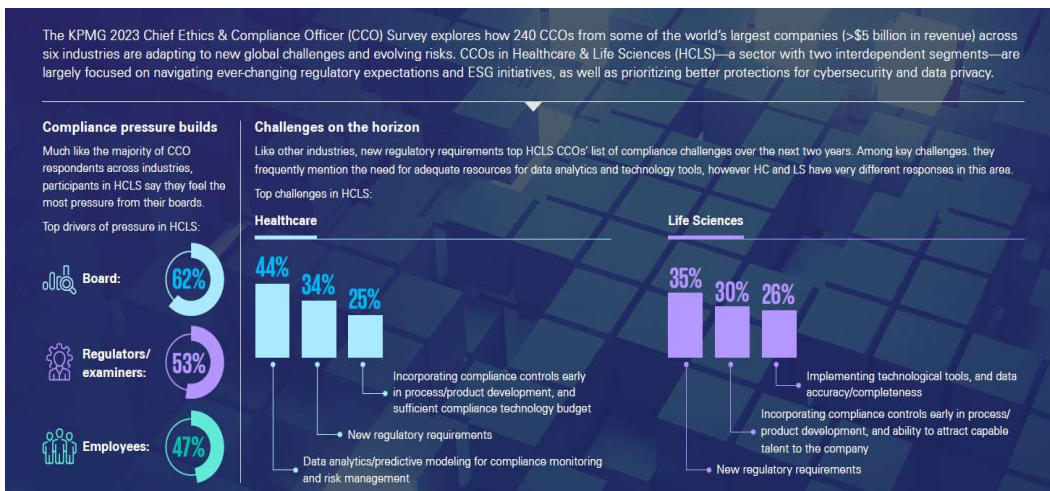 The KPMG 2023 Chief Ethics & Compliance Officer (CCO) Survey explores how 240 CCOs from some of the world's largest companies (>$5 billion in revenue) across
six industries are adapting to new global challenges and evolving risks. CCOs in Healthcare & Life Sciences (HCLS)—a sector with two interdependent segments—are
largely focused on navigating ever-changing regulatory expectations and ESG initiatives, as well as prioritizing better protections for cybersecurity and data privacy.
Compliance pressure builds
Much like the majority of CCO
respondents across industries,
participants in HCLS say they feel the
most pressure from their boards.
Top drivers of pressure in HCLS:
Board:
62%
Regulators/
examiners:
53%
Employees:
47%
Challenges on the horizon
Like other industries, new regulatory requirements top HCLS CCOs' list of compliance challenges over the next two years. Among key challenges. they
frequently mention the need for adequate resources for data analytics and technology tools, however HC and LS have very different responses in this area.
Top challenges in HCLS:
Healthcare
44%
34%
25%
Incorporating compliance controls early
in process/product development, and
sufficient compliance technology budget
New regulatory requirements
Data analytics/predictive modeling for compliance monitoring
and risk management
Life Sciences
35%
30%
26%
Implementing technological tools, and data
accuracy/completeness
Incorporating compliance controls early in process/
product development, and ability to attract capable
talent to the company
New regulatory requirements